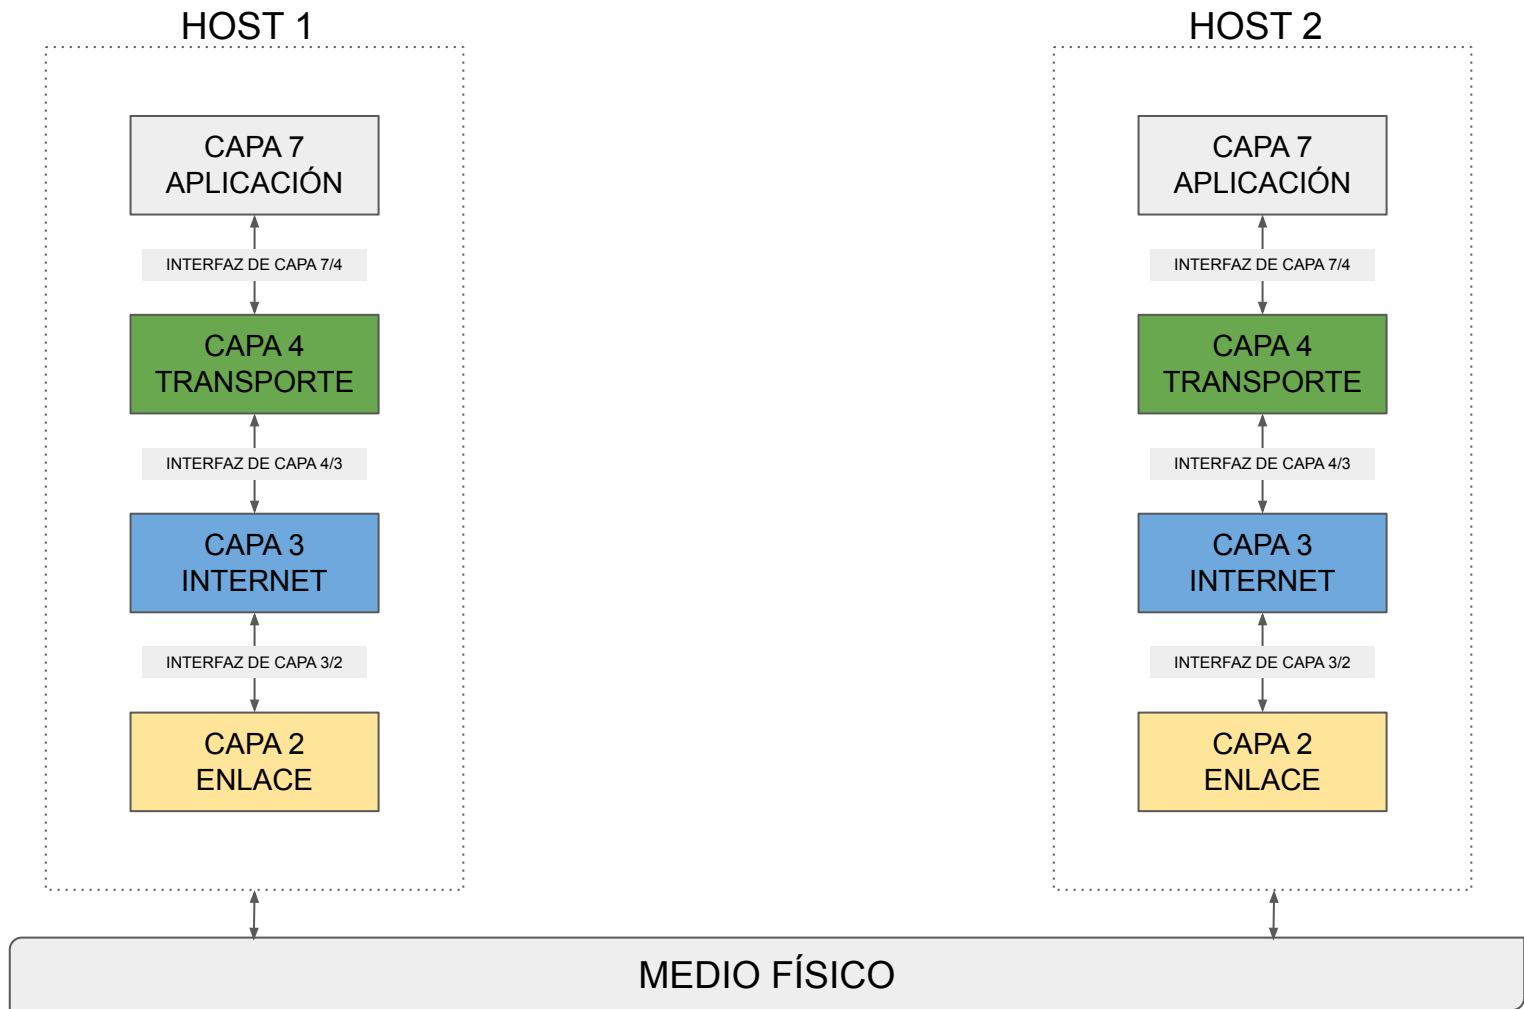 HOST 1
CAPA 7
APLICACIÓN
INTERFAZ DE CAPA 7/4
CAPA 4
TRANSPORTE
INTERFAZ DE CAPA 4/3
CAPA 3
INTERNET
INTERFAZ DE CAPA 3/2
CAPA 2
ENLACE
HOST 2
CAPA 7
APLICACIÓN
INTERFAZ DE CAPA 7/4
CAPA 4
TRANSPORTE
INTERFAZ DE CAPA 4/3
CAPA 3
INTERNET
INTERFAZ DE CAPA 3/2
CAPA 2
ENLACE
MEDIO FÍSICO